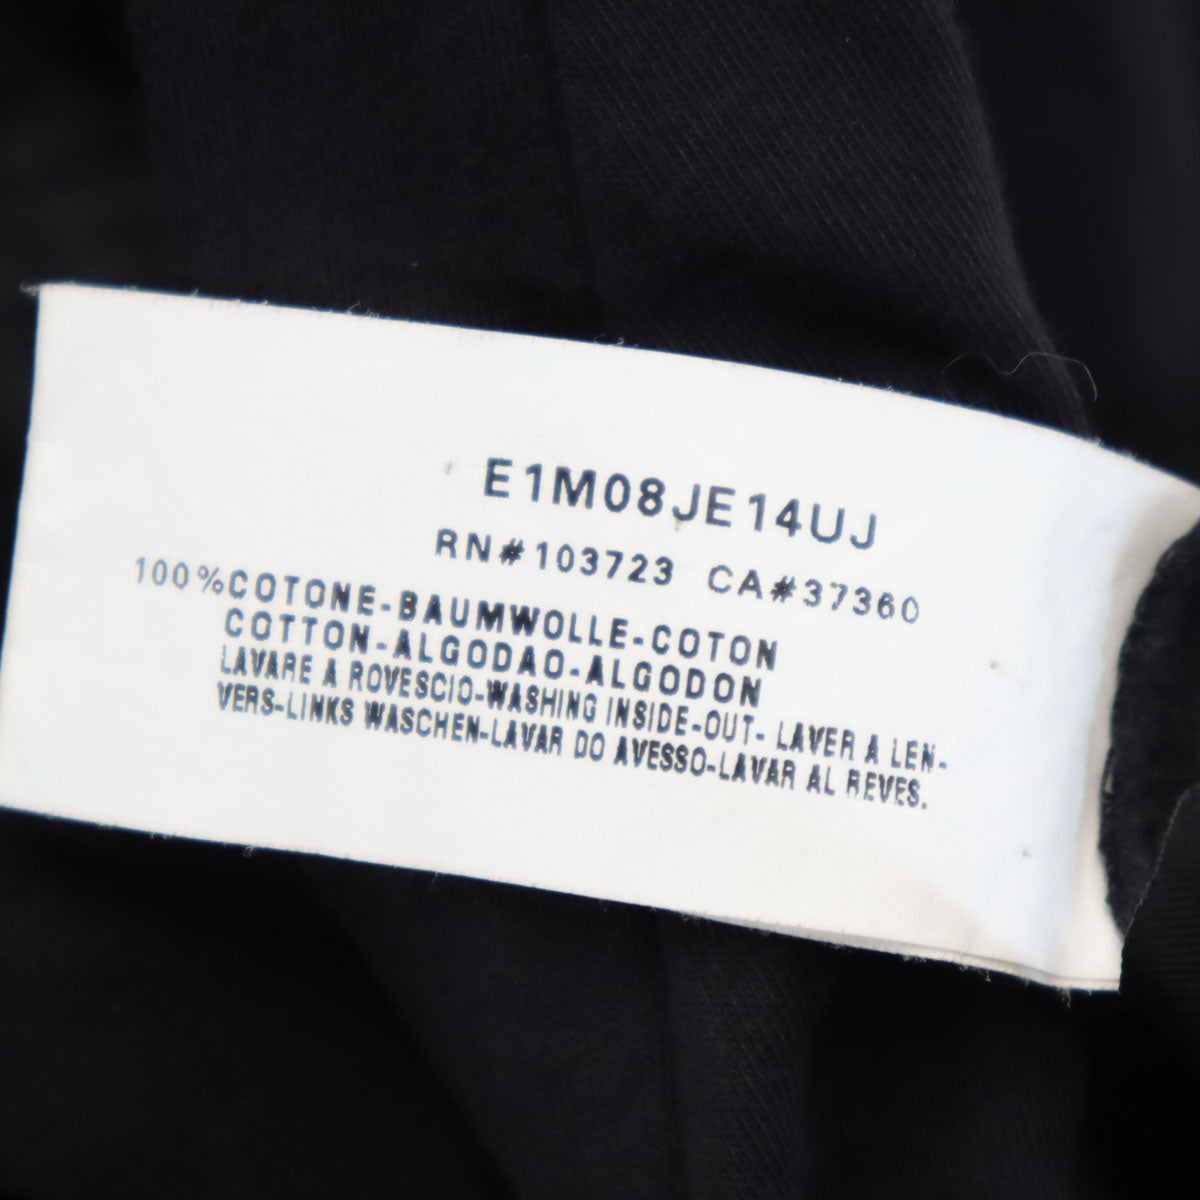 E1M08JE14UJ
RN#103723 CA#37360
100%COTONE-BAUMWOLLE-COTON
COTTON-ALGODAO-ALGODON
LAVARE A ROVESCIO-WASHING INSIDE-OUT- LAVER A LEN-
VERS-LINKS WASCHEN-LAVAR DO AVESSO-LAVAR AL REVES.